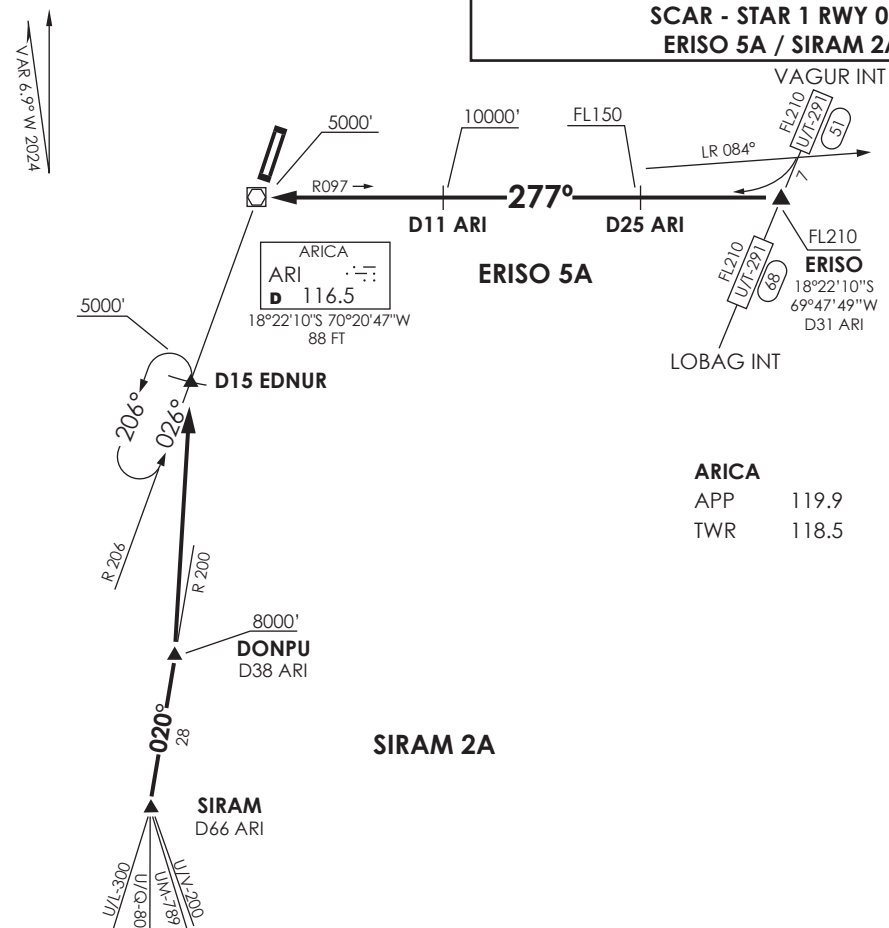 SCAR - STAR 1 RWY 0
ERISO 5A / SIRAM 2A
VAGUR INT
VAR 6.9° W 2024
FL210
U/T-291
51
5000'
10000'
FL150
LR 084°
7
R097
277°
D11 ARI
D25 ARI
FL210
ERISO
18°22'10"S
69°47'49"W
D31 ARI
ARICA
ARI
D 116.5
18°22'10"S 70°20'47"W
88 FT
ERISO 5A
FL210
U/T-291
68
LOBAG INT
5000'
D15 EDNUR
206°
026°
R 206
R 200
ARICA
APP 119.9
TWR 118.5
8000'
DONPU
D38 ARI
020°
28
SIRAM 2A
SIRAM
D66 ARI
U/L-300
U/Q-80
UM-789
U/V-200